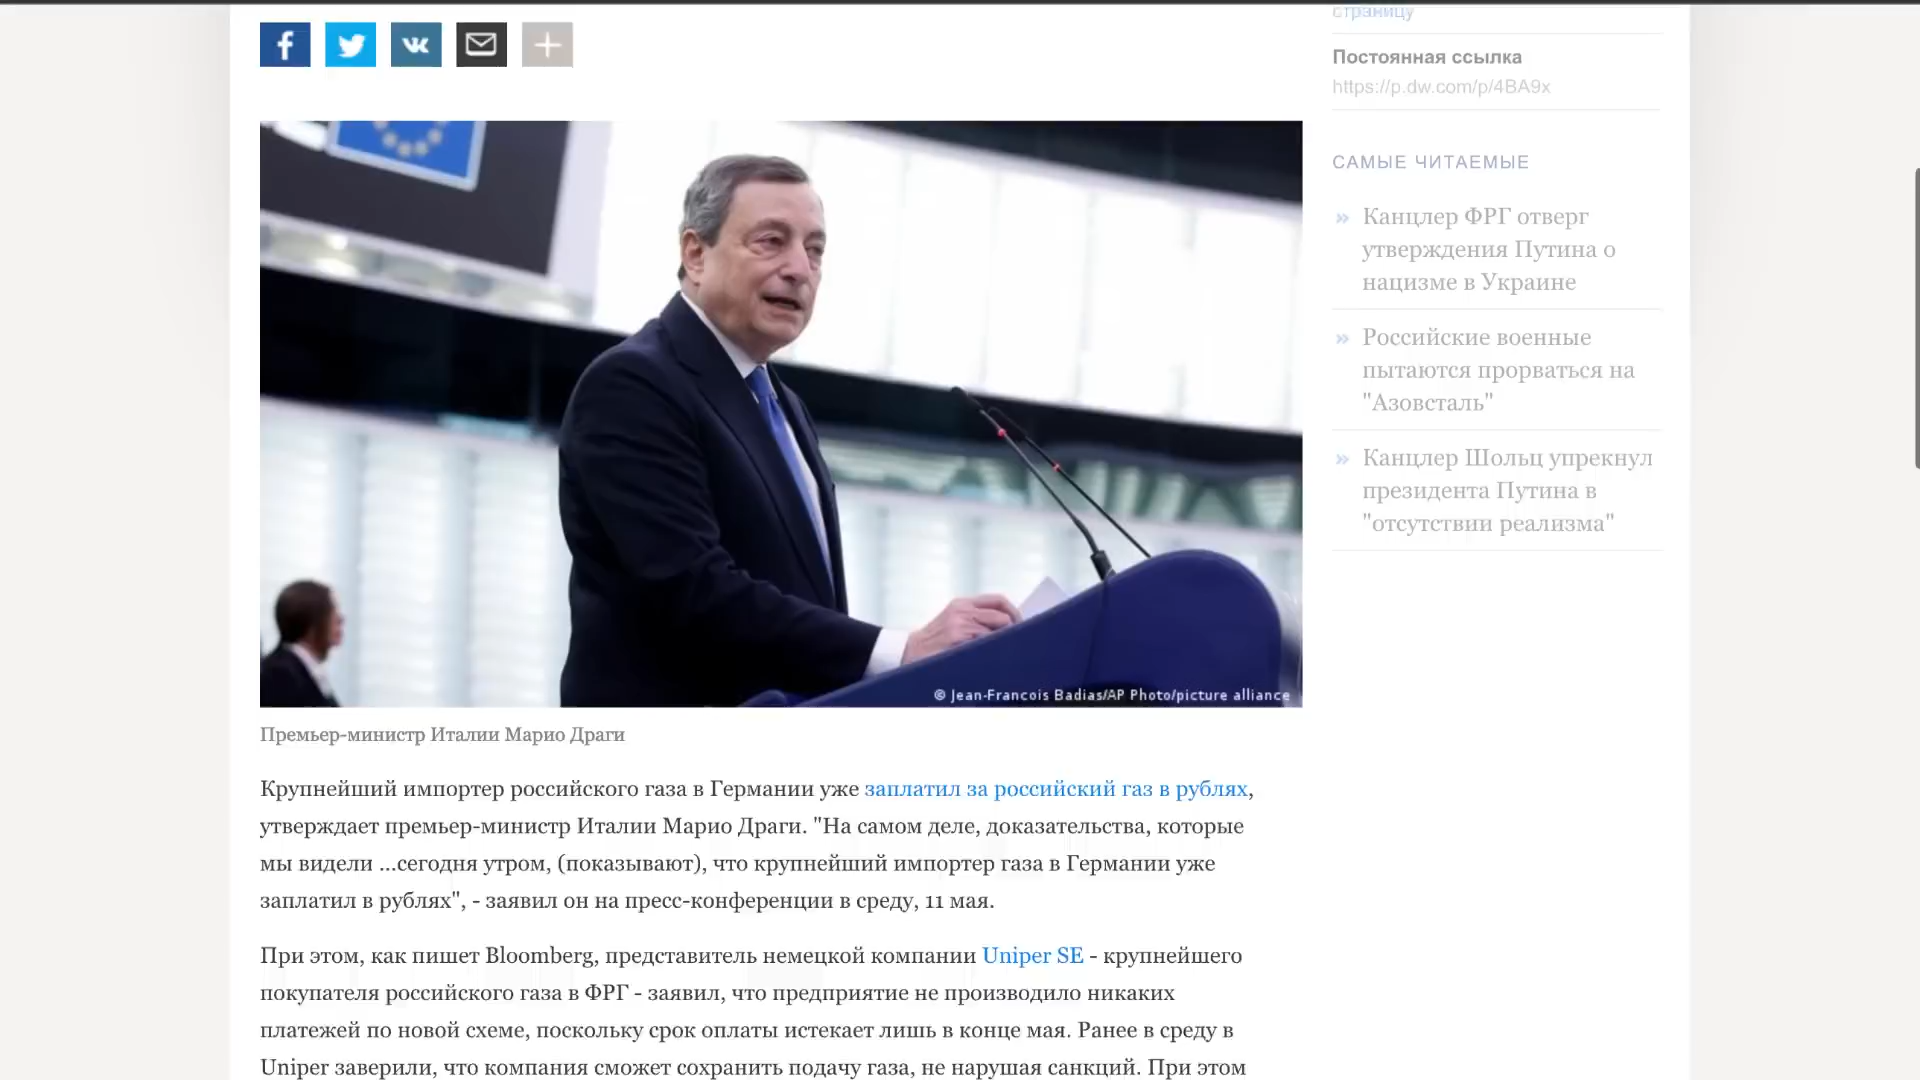 страницу
Постоянная ссылка
https://p.dw.com/p/4BA9x
САМЫЕ ЧИТАЕМЫЕ
» Канцлер ФРГ отверг
утверждения Путина о
нацизме в Украине
» Российские военные
пытаются прорваться на
"Азовсталь"
» Канцлер Шольц упрекнул
президента Путина в
"отсутствии реализма"
© Jean-Francois Badias/AP Photo/picture alliance
Премьер-министр Италии Марио Драги
Крупнейший импортер российского газа в Германии уже заплатил за российский газ в рублях,
утверждает премьер-министр Италии Марио Драги. "На самом деле, доказательства, которые
мы видели ...сегодня утром, (показывают), что крупнейший импортер газа в Германии уже
заплатил в рублях", - заявил он на пресс-конференции в среду, 11 мая.
При этом, как пишет Bloomberg, представитель немецкой компании Uniper SE - крупнейшего
покупателя российского газа в ФРГ - заявил, что предприятие не производило никаких
платежей по новой схеме, поскольку срок оплаты истекает лишь в конце мая. Ранее в среду в
Uniper заверили, что компания сможет сохранить подачу газа, не нарушая санкций. При этом